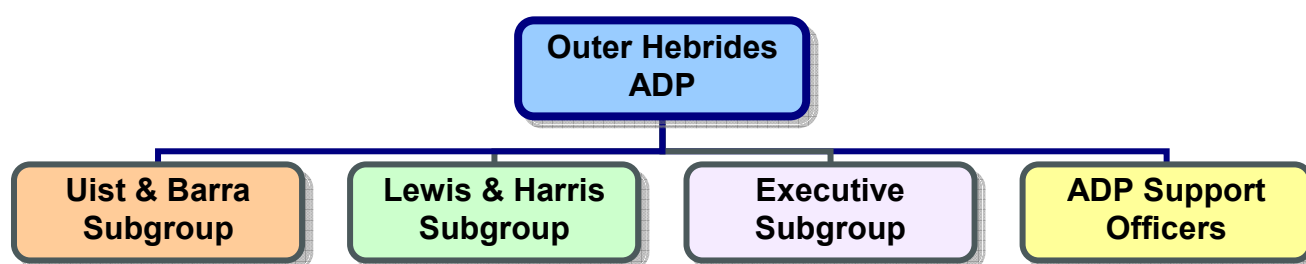 Outer Hebrides
ADP
Uist & Barra
Subgroup
Lewis & Harris
Subgroup
Executive
Subgroup
ADP Support
Officers